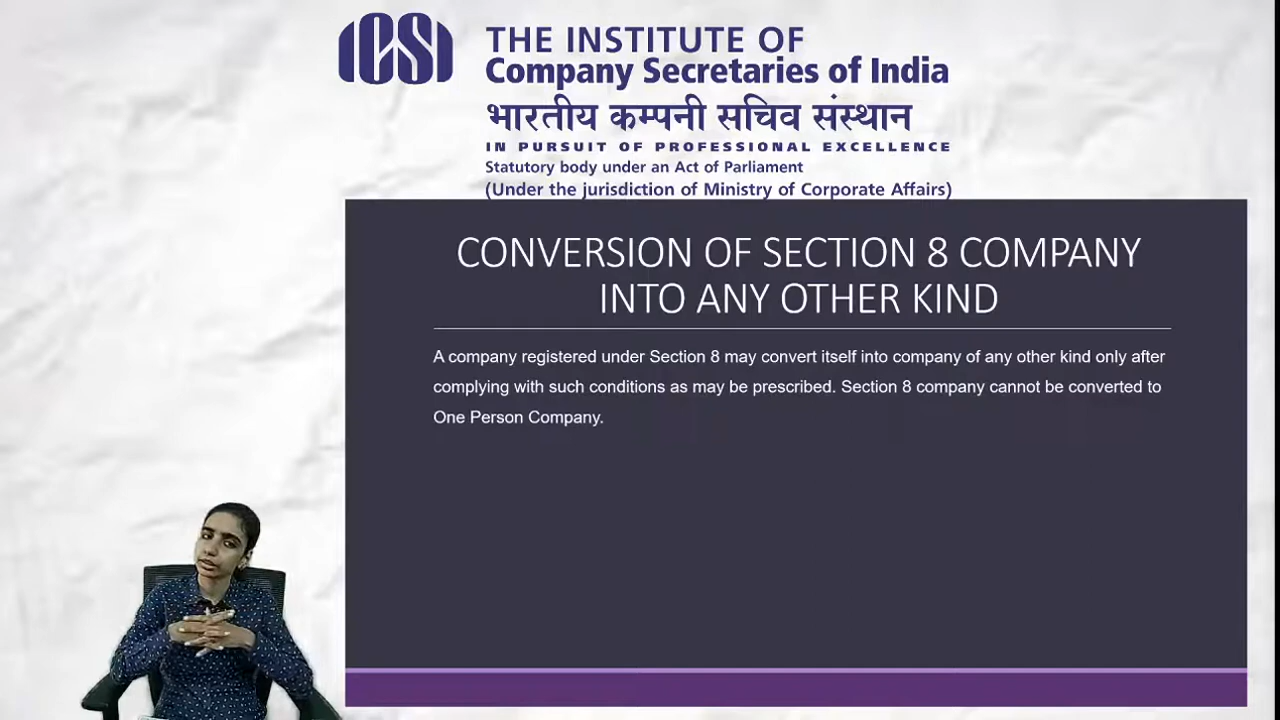 ICSI
THE INSTITUTE OF
Company Secretaries of India
भारतीय कम्पनी सचिव संस्थान
IN PURSUIT OF PROFESSIONAL EXCELLENCE
Statutory body under an Act of Parliament
(Under the jurisdiction of Ministry of Corporate Affairs)
CONVERSION OF SECTION 8 COMPANY
INTO ANY OTHER KIND
A company registered under Section 8 may convert itself into company of any other kind only after
complying with such conditions as may be prescribed. Section 8 company cannot be converted to
One Person Company.